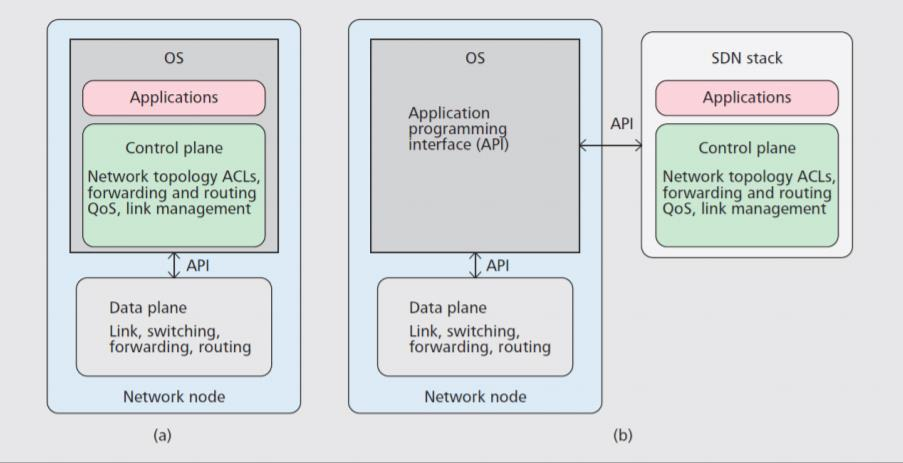 OS
Applications
Control plane
Network topology ACLs,
forwarding and routing
QoS, link management
API
Data plane
Link, switching,
forwarding, routing
Network node
(a)
OS
Application
programming
interface (API)
API
Data plane
Link, switching,
forwarding, routing
Network node
API
SDN stack
Applications
Control plane
Network topology ACLs,
forwarding and routing
QoS, link management
(b)